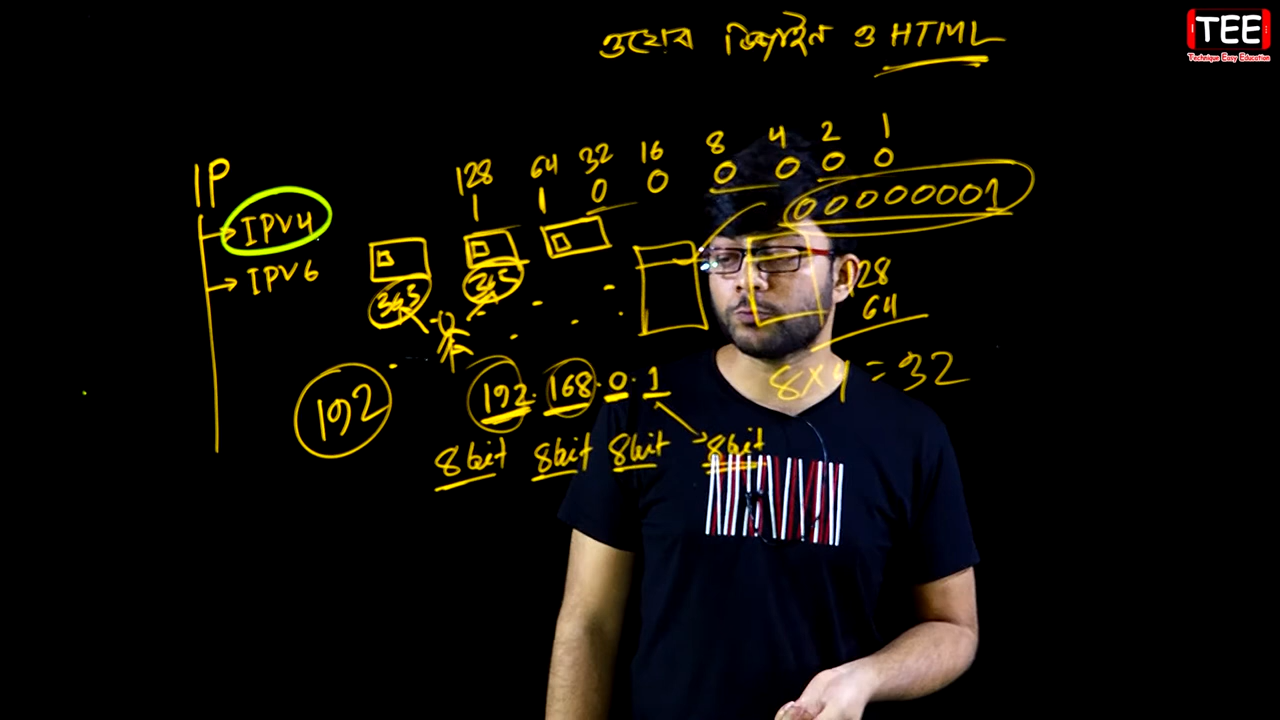 ওয়েব ডিজাইন ও HTML
TEE
Technique Easy Education
IP
IPV4
IPV6
128 64 32 16 8 4 2 1
1 1 0 0 0 0 0 0
00000001
365 365
64
8x4 = 32
192
192.168.0.1
8bit 8bit 8bit 8bit